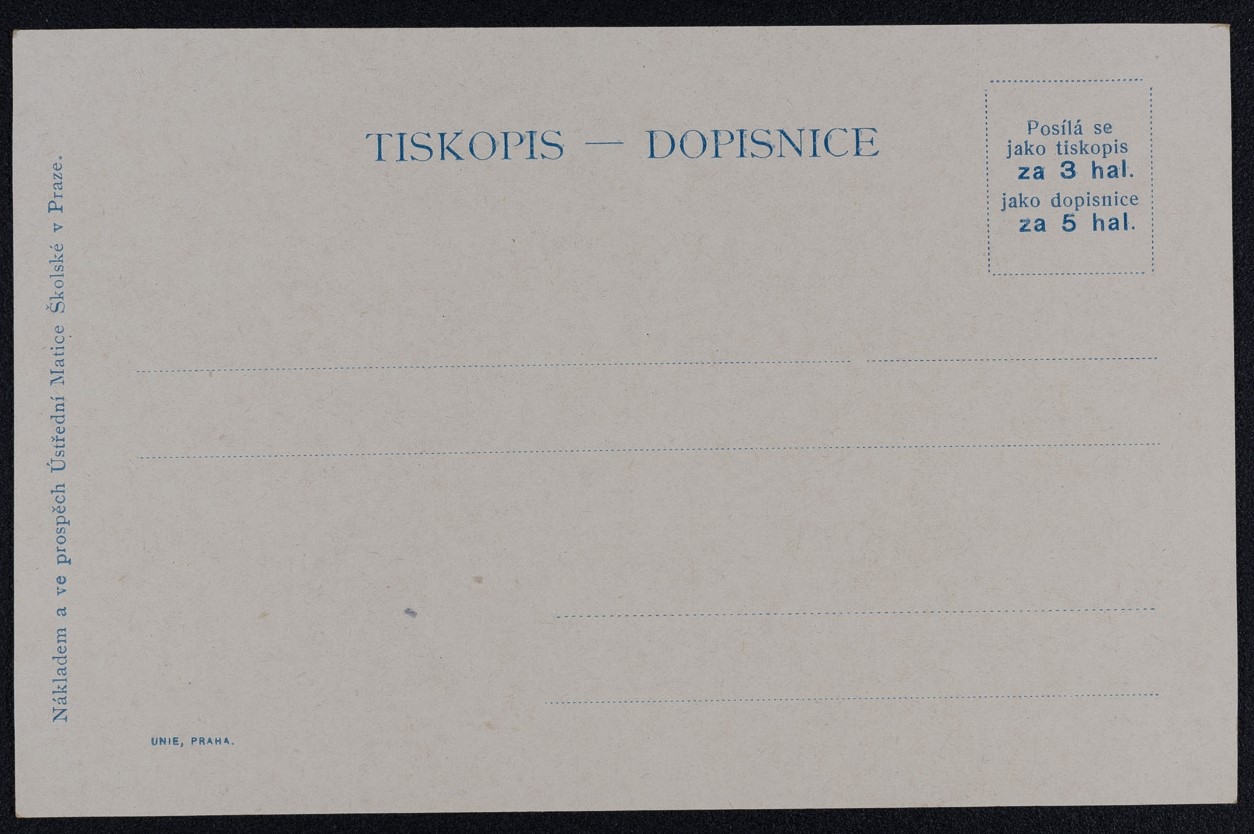 TISKOPIS — DOPISNICE
Posílá se
jako tiskopis
za 3 hal.
jako dopisnice
za 5 hal.
Nákladem a ve prospěch Ústřední Matice Školské v Praze.
UNIE, PRAHA.